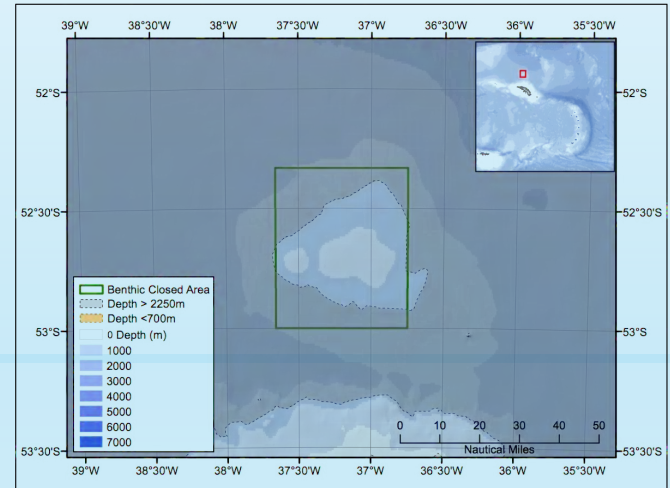 39°W 38°30'W 38°W 37°30'W 37°W 36°30'W 36°W 35°30'W
52°S 52°S
52°30'S 52°30'S
53°S 53°S
53°30'S 53°30'S
Benthic Closed Area
Depth > 2250m
Depth <700m
0 Depth (m)
1000
2000
3000
4000
5000
6000
7000
0 10 20 30 40 50
Nautical Miles
39°W 38°30'W 38°W 37°30'W 37°W 36°30'W 36°W 35°30'W